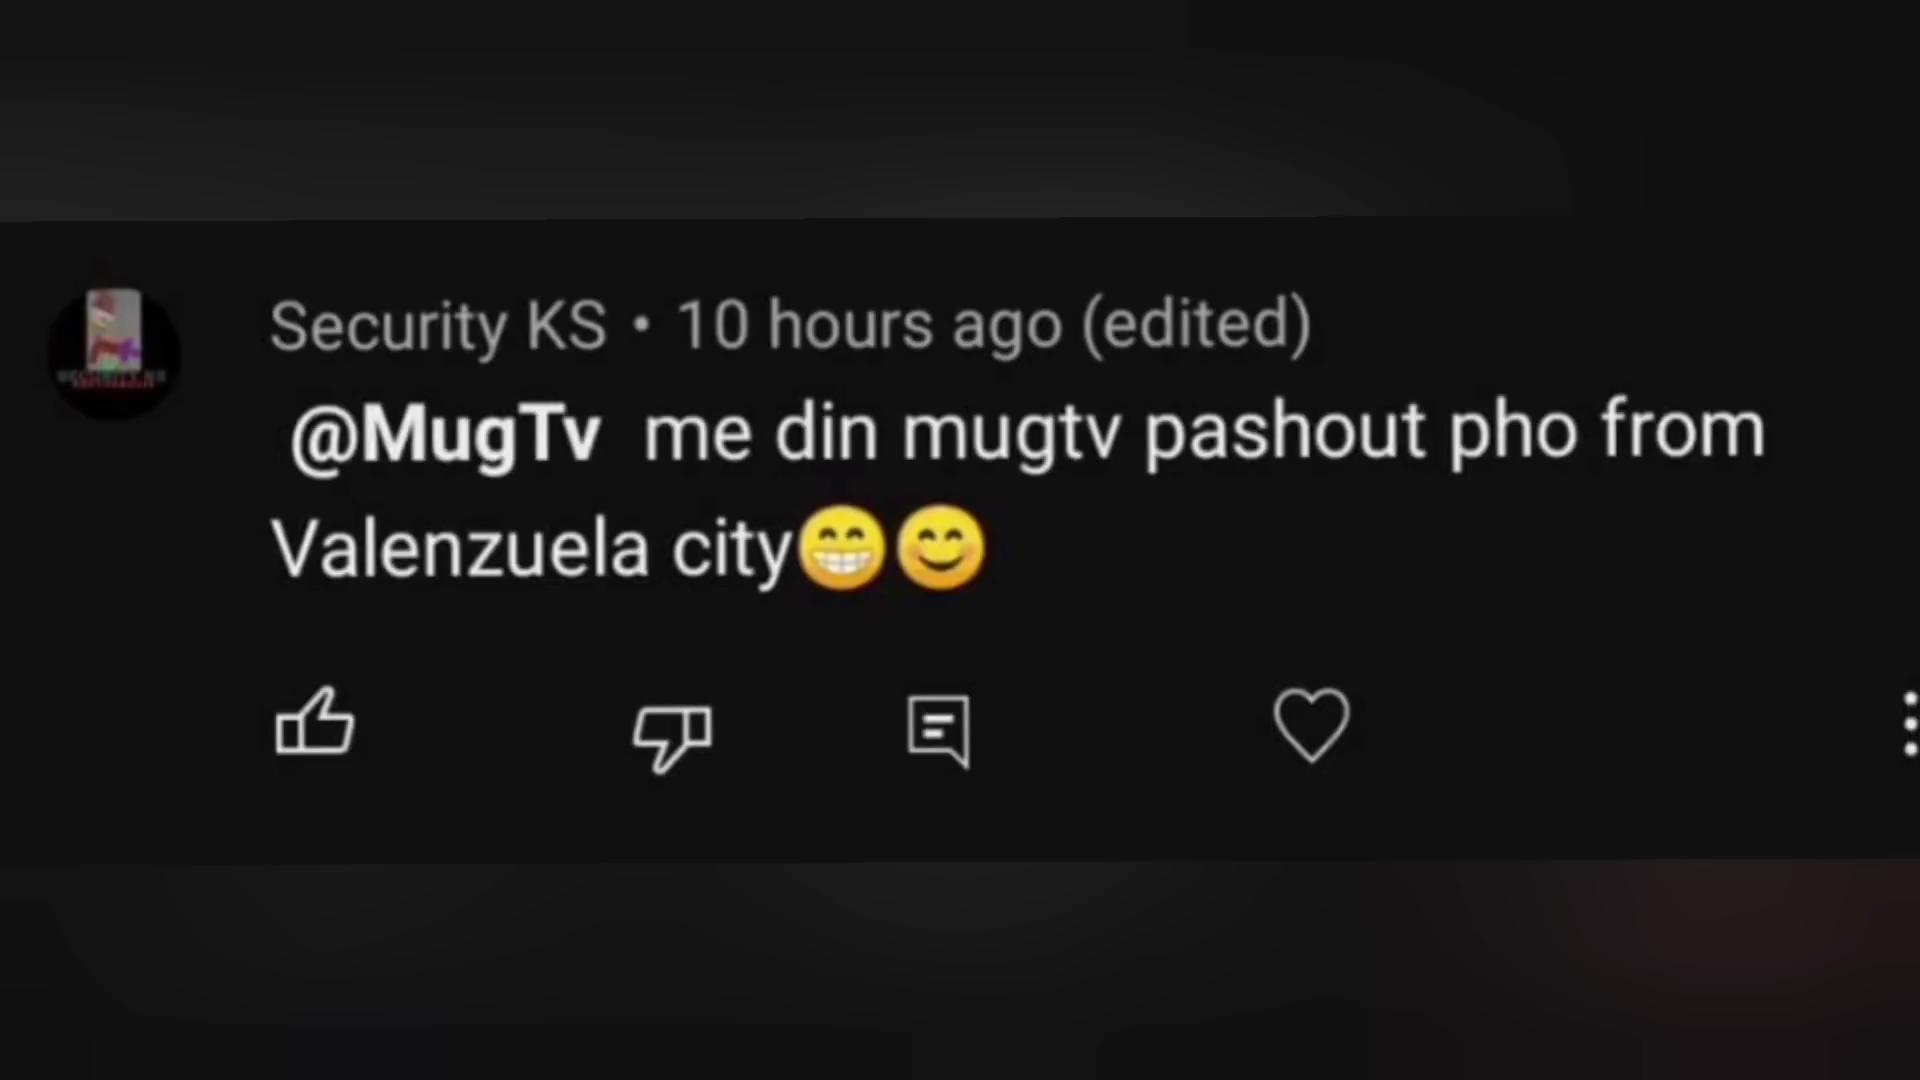 Security KS • 10 hours ago (edited)
@MugTv me din mugtv pashout pho from
Valenzuela city😁😊